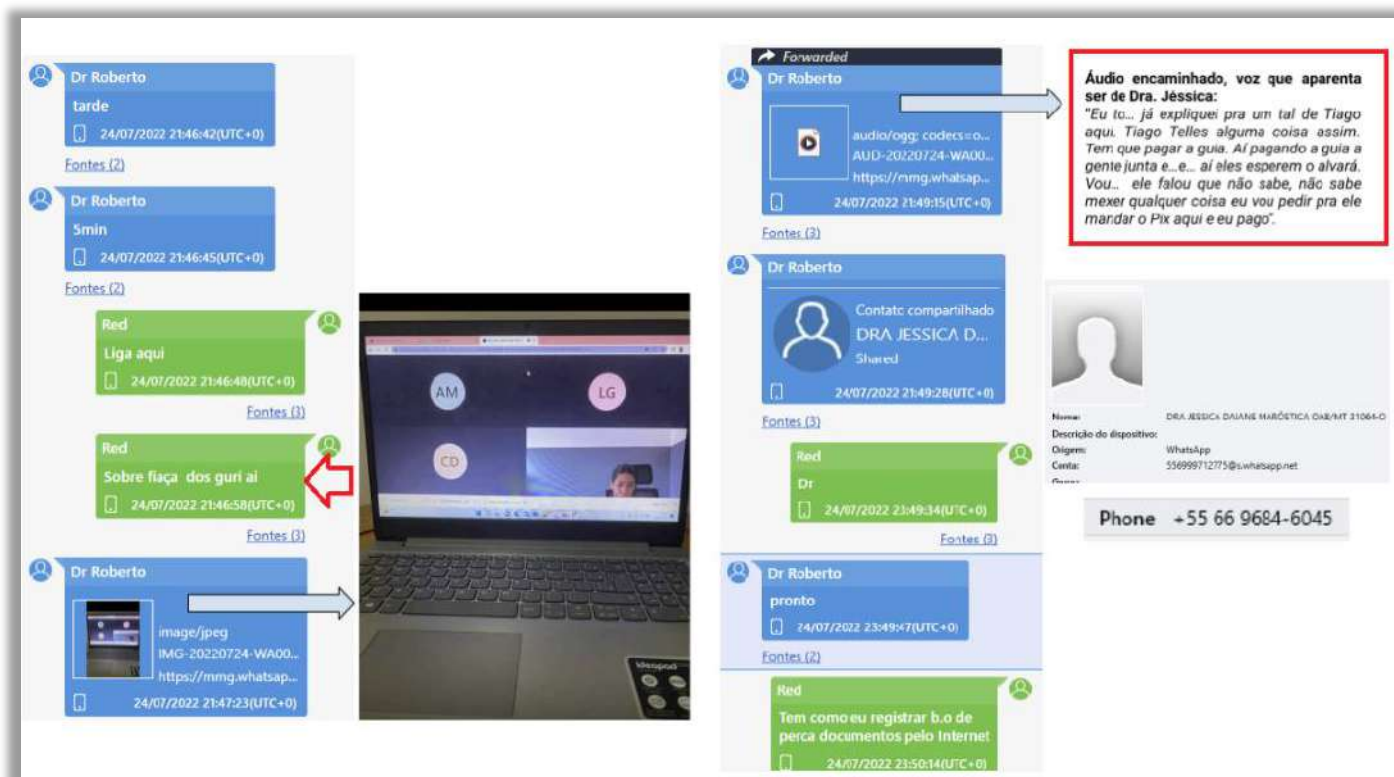 Dr Roberto
tarde
24/07/2022 21:46:42(UTC+0)
Fontes (2)
Dr Roberto
5min
24/07/2022 21:46:45(UTC+0)
Fontes (2)
Red
Liga aqui
24/07/2022 21:46:48(UTC+0)
Fontes (3)
Red
Sobre fiaça dos guri ai
24/07/2022 21:46:58(UTC+0)
Fontes (3)
Dr Roberto
image/jpeg
IMG-20220724-WA00...
https://mmg.whatsap...
24/07/2022 21:47:23(UTC+0)
AM
LG
CD
ideapad
Forwarded
Dr Roberto
audio/ogg; codecs=o...
AUD-20220724-WA00...
https://mmg.whatsap...
24/07/2022 21:49:15(UTC+0)
Fontes (3)
Dr Roberto
Contato compartilhado
DRA JESSICA D...
Shared
24/07/2022 21:49:28(UTC+0)
Fontes (3)
Red
Dr
24/07/2022 23:49:34(UTC+0)
Fontes (3)
Dr Roberto
pronto
24/07/2022 23:49:47(UTC+0)
Fontes (2)
Red
Tem como eu registrar b.o de
perca documentos pelo Internet
24/07/2022 23:50:14(UTC+0)
Áudio encaminhado, voz que aparenta
ser de Dra. Jéssica:
"Eu to... já expliquei pra um tal de Tiago
aqui. Tiago Telles alguma coisa assim.
Tem que pagar a guia. Aí pagando a guia a
gente junta e...e... aí eles esperem o alvará.
Vou... ele falou que não sabe, não sabe
mexer qualquer coisa eu vou pedir pra ele
mandar o Pix aqui e eu pago".
Nome: DRA JESSICA DAIANE MARÓSTICA OAB/MT 21064-O
Descrição do dispositivo:
Origem: WhatsApp
Conta: 556999712775@s.whatsapp.net
Phone +55 66 9684-6045